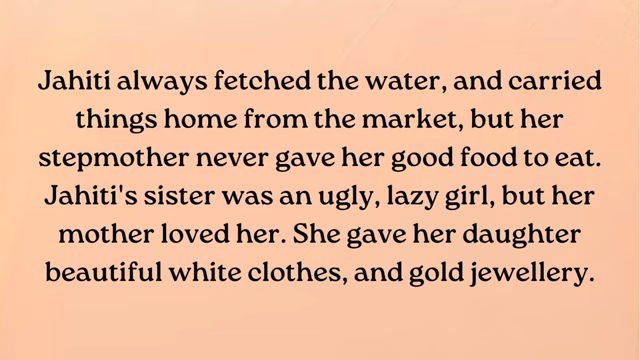 Jahiti always fetched the water, and carried
things home from the market, but her
stepmother never gave her good food to eat.
Jahiti's sister was an ugly, lazy girl, but her
mother loved her. She gave her daughter
beautiful white clothes, and gold jewellery.